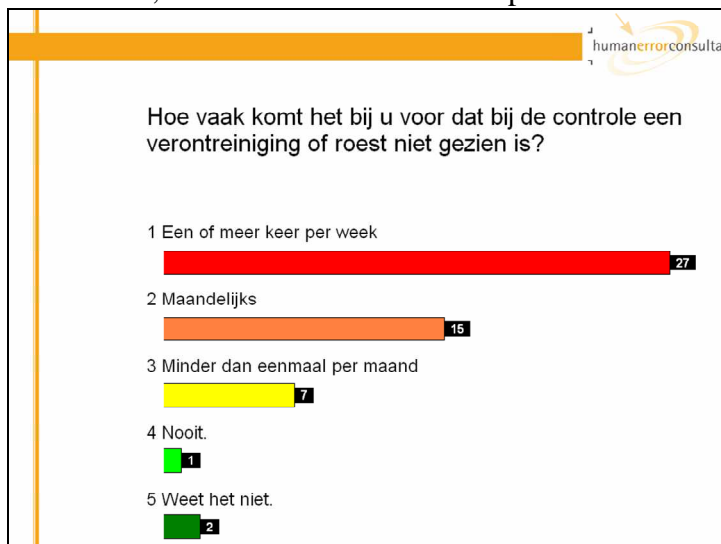 humanerrorconsulta
Hoe vaak komt het bij u voor dat bij de controle een
verontreiniging of roest niet gezien is?
1 Een of meer keer per week
27
2 Maandelijks
15
3 Minder dan eenmaal per maand
7
4 Nooit.
1
5 Weet het niet.
2